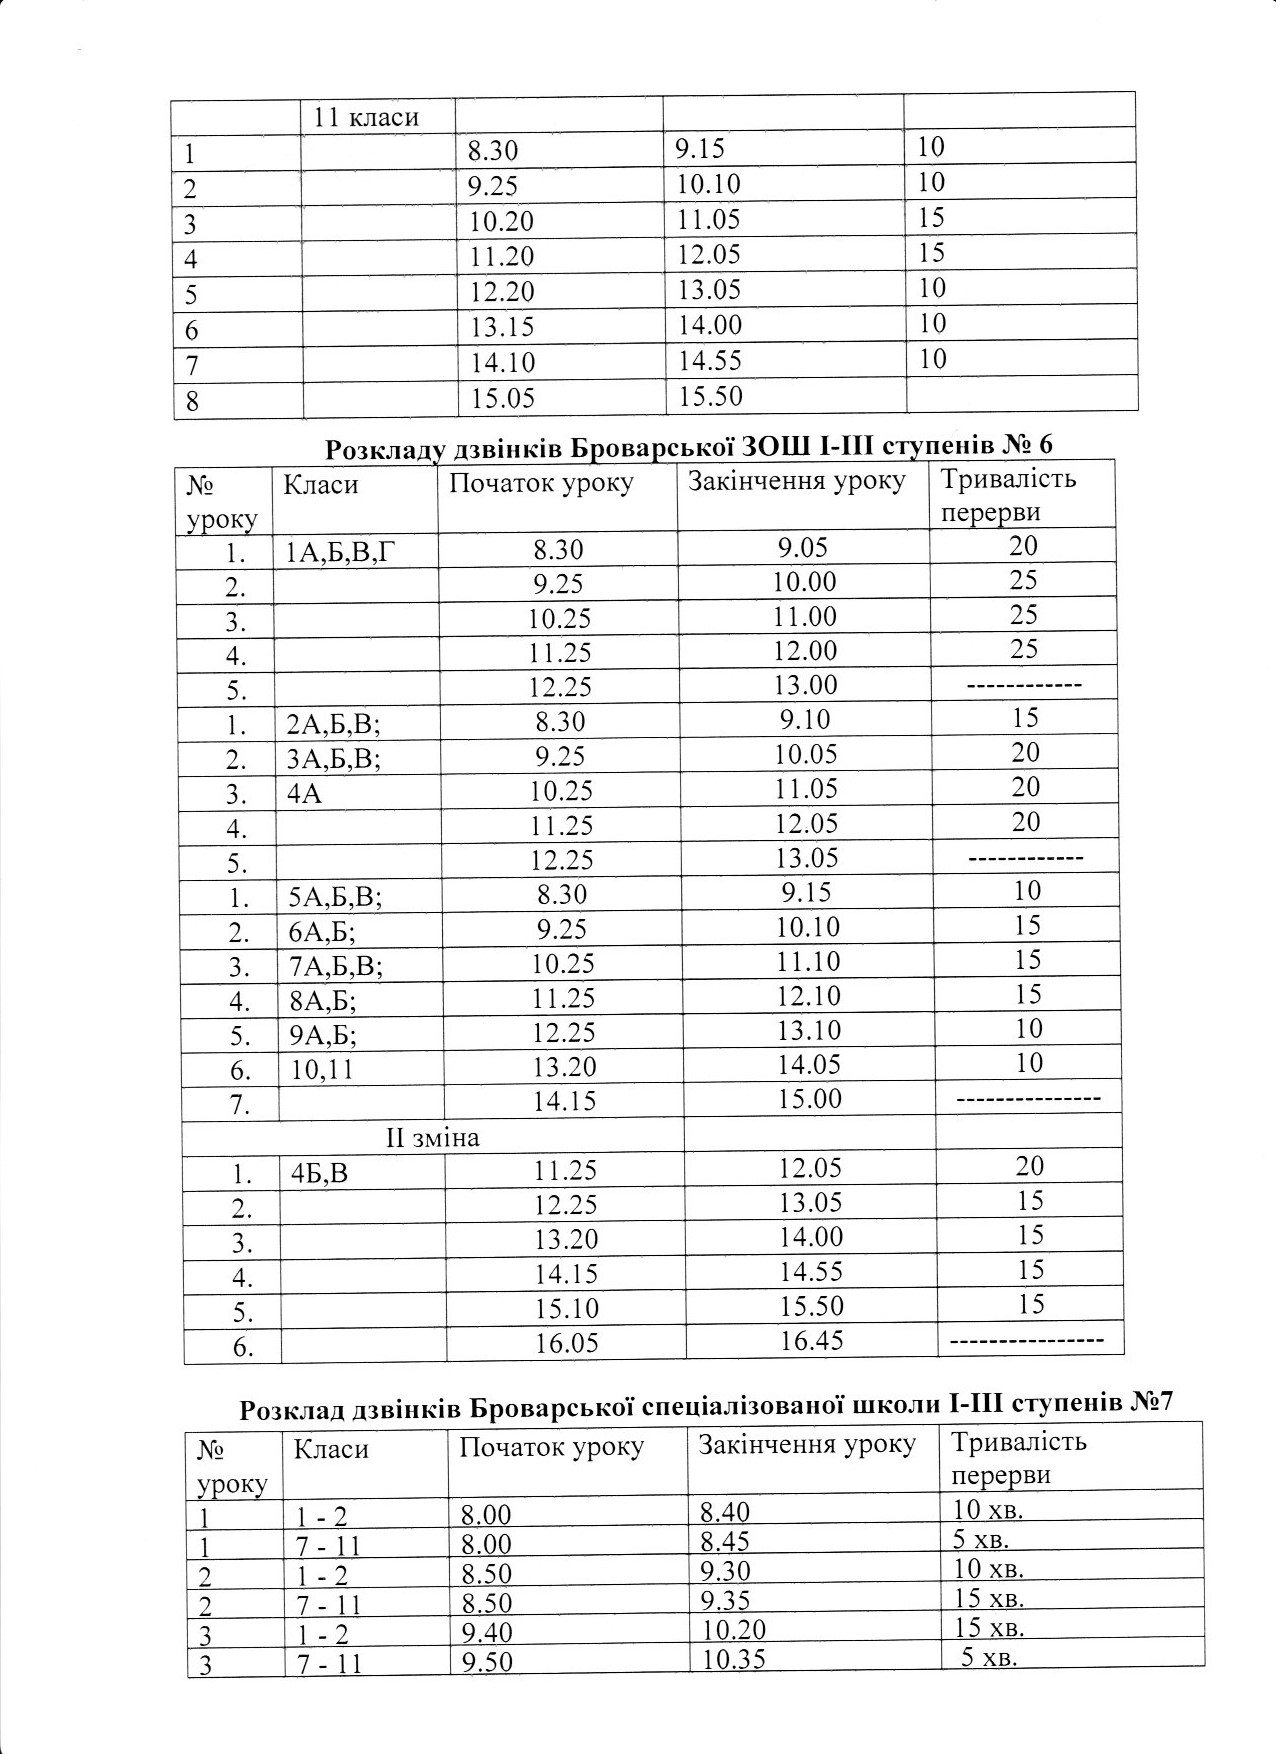 11 класи
1 8.30 9.15 10
2 9.25 10.10 10
3 10.20 11.05 15
4 11.20 12.05 15
5 12.20 13.05 10
6 13.15 14.00 10
7 14.10 14.55 10
8 15.05 15.50
Розкладу дзвінків Броварської ЗОШ І-ІІІ ступенів № 6
№ Класи Початок уроку Закінчення уроку Тривалість
уроку перерви
1. 1А,Б,В,Г 8.30 9.05 20
2. 9.25 10.00 25
3. 10.25 11.00 25
4. 11.25 12.00 25
5. 12.25 13.00 ------------
1. 2А,Б,В; 8.30 9.10 15
2. 3А,Б,В; 9.25 10.05 20
3. 4А 10.25 11.05 20
4. 11.25 12.05 20
5. 12.25 13.05 ------------
1. 5А,Б,В; 8.30 9.15 10
2. 6А,Б; 9.25 10.10 15
3. 7А,Б,В; 10.25 11.10 15
4. 8А,Б; 11.25 12.10 15
5. 9А,Б; 12.25 13.10 10
6. 10,11 13.20 14.05 10
7. 14.15 15.00 ---------------
ІІ зміна
1. 4Б,В 11.25 12.05 20
2. 12.25 13.05 15
3. 13.20 14.00 15
4. 14.15 14.55 15
5. 15.10 15.50 15
6. 16.05 16.45 ----------------
Розклад дзвінків Броварської спеціалізованої школи І-ІІІ ступенів №7
№ Класи Початок уроку Закінчення уроку Тривалість
уроку перерви
1 1 - 2 8.00 8.40 10 хв.
1 7 - 11 8.00 8.45 5 хв.
2 1 - 2 8.50 9.30 10 хв.
2 7 - 11 8.50 9.35 15 хв.
3 1 - 2 9.40 10.20 15 хв.
3 7 - 11 9.50 10.35 5 хв.